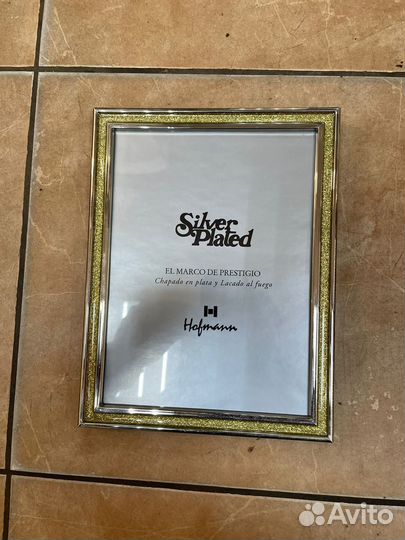 Silver
Plated
EL MARCO DE PRESTIGIO
Chapado en plata y Lacado al fuego
Hofmann
Avito